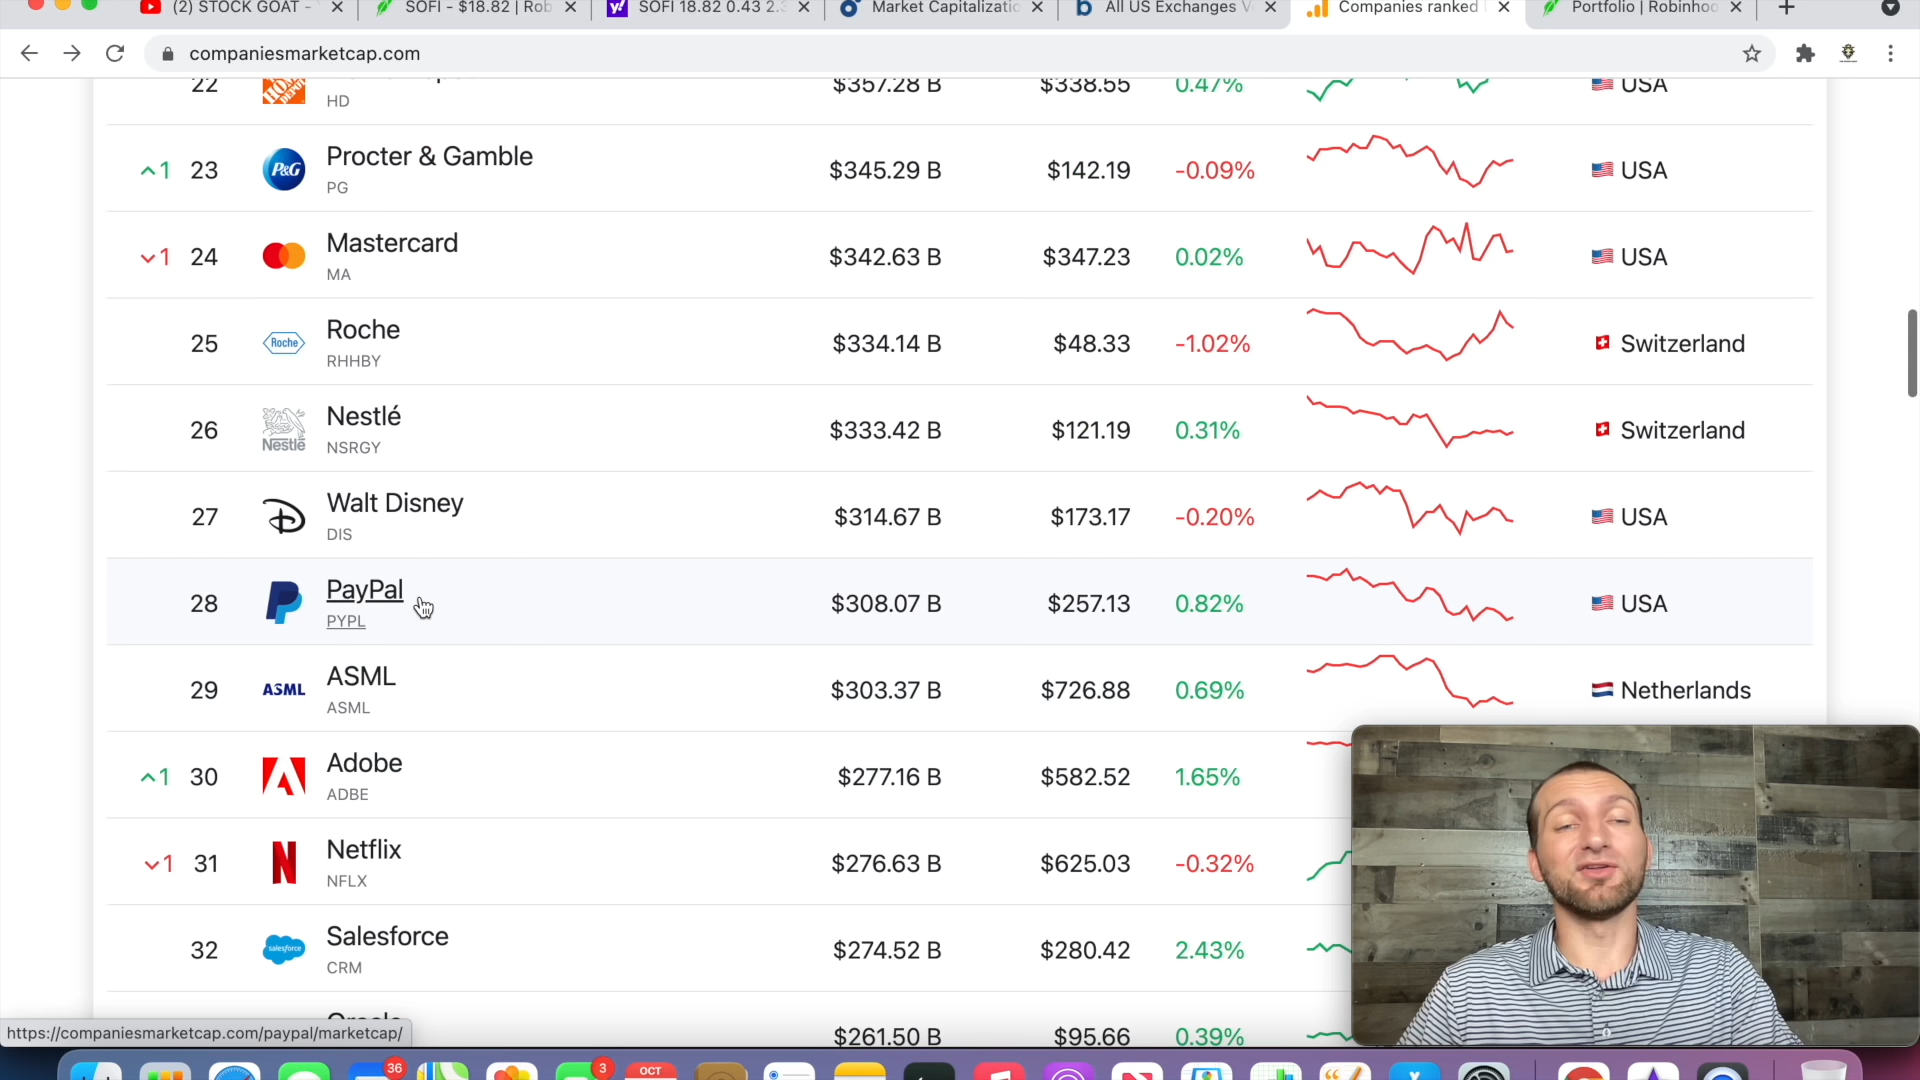 (2) STOCK GOAT - SOFI - $18.82 | Rob SOFI 18.82 0.43 2.3 Market Capitalizatio All US Exchanges V Companies ranked Portfolio | Robinhoo
companiesmarketcap.com
22 HD $357.28 B $338.55 0.47% USA
1 23 P&G Procter & Gamble PG $345.29 B $142.19 -0.09% USA
1 24 Mastercard MA $342.63 B $347.23 0.02% USA
25 Roche Roche RHHBY $334.14 B $48.33 -1.02% Switzerland
26 Nestlé Nestlé NSRGY $333.42 B $121.19 0.31% Switzerland
27 Walt Disney DIS $314.67 B $173.17 -0.20% USA
28 PayPal PYPL $308.07 B $257.13 0.82% USA
29 ASML ASML ASML $303.37 B $726.88 0.69% Netherlands
1 30 Adobe ADBE $277.16 B $582.52 1.65%
1 31 Netflix NFLX $276.63 B $625.03 -0.32%
32 salesforce Salesforce CRM $274.52 B $280.42 2.43%
$261.50 B $95.66 0.39%
https://companiesmarketcap.com/paypal/marketcap/
36 3 OCT